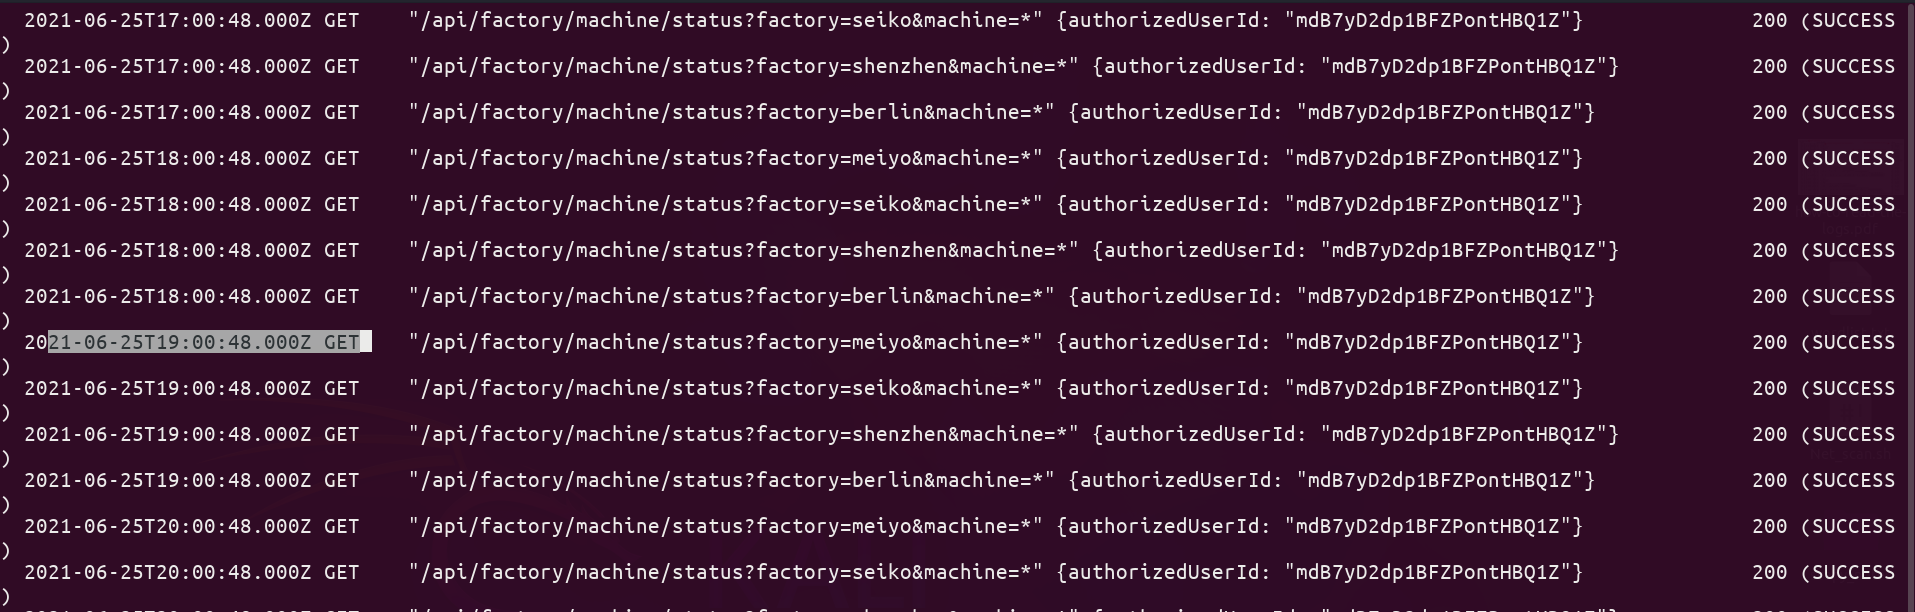 2021-06-25T17:00:48.000Z GET "/api/factory/machine/status?factory=seiko&machine=*" {authorizedUserId: "mdB7yD2dp1BFZPontHBQ1Z"} 200 (SUCCESS
)
2021-06-25T17:00:48.000Z GET "/api/factory/machine/status?factory=shenzhen&machine=*" {authorizedUserId: "mdB7yD2dp1BFZPontHBQ1Z"} 200 (SUCCESS
)
2021-06-25T17:00:48.000Z GET "/api/factory/machine/status?factory=berlin&machine=*" {authorizedUserId: "mdB7yD2dp1BFZPontHBQ1Z"} 200 (SUCCESS
)
2021-06-25T18:00:48.000Z GET "/api/factory/machine/status?factory=meiyo&machine=*" {authorizedUserId: "mdB7yD2dp1BFZPontHBQ1Z"} 200 (SUCCESS
)
2021-06-25T18:00:48.000Z GET "/api/factory/machine/status?factory=seiko&machine=*" {authorizedUserId: "mdB7yD2dp1BFZPontHBQ1Z"} 200 (SUCCESS
)
2021-06-25T18:00:48.000Z GET "/api/factory/machine/status?factory=shenzhen&machine=*" {authorizedUserId: "mdB7yD2dp1BFZPontHBQ1Z"} 200 (SUCCESS
)
2021-06-25T18:00:48.000Z GET "/api/factory/machine/status?factory=berlin&machine=*" {authorizedUserId: "mdB7yD2dp1BFZPontHBQ1Z"} 200 (SUCCESS
)
2021-06-25T19:00:48.000Z GET "/api/factory/machine/status?factory=meiyo&machine=*" {authorizedUserId: "mdB7yD2dp1BFZPontHBQ1Z"} 200 (SUCCESS
)
2021-06-25T19:00:48.000Z GET "/api/factory/machine/status?factory=seiko&machine=*" {authorizedUserId: "mdB7yD2dp1BFZPontHBQ1Z"} 200 (SUCCESS
)
2021-06-25T19:00:48.000Z GET "/api/factory/machine/status?factory=shenzhen&machine=*" {authorizedUserId: "mdB7yD2dp1BFZPontHBQ1Z"} 200 (SUCCESS
)
2021-06-25T19:00:48.000Z GET "/api/factory/machine/status?factory=berlin&machine=*" {authorizedUserId: "mdB7yD2dp1BFZPontHBQ1Z"} 200 (SUCCESS
)
2021-06-25T20:00:48.000Z GET "/api/factory/machine/status?factory=meiyo&machine=*" {authorizedUserId: "mdB7yD2dp1BFZPontHBQ1Z"} 200 (SUCCESS
)
2021-06-25T20:00:48.000Z GET "/api/factory/machine/status?factory=seiko&machine=*" {authorizedUserId: "mdB7yD2dp1BFZPontHBQ1Z"} 200 (SUCCESS
)